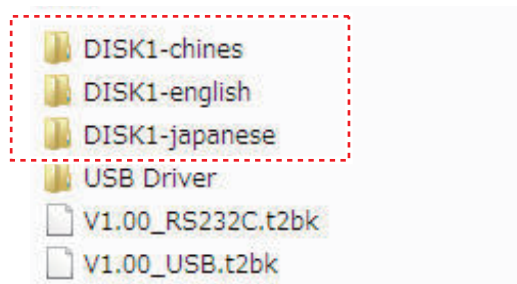 DISK1-chines
DISK1-english
DISK1-japanese
USB Driver
V1.00_RS232C.t2bk
V1.00_USB.t2bk